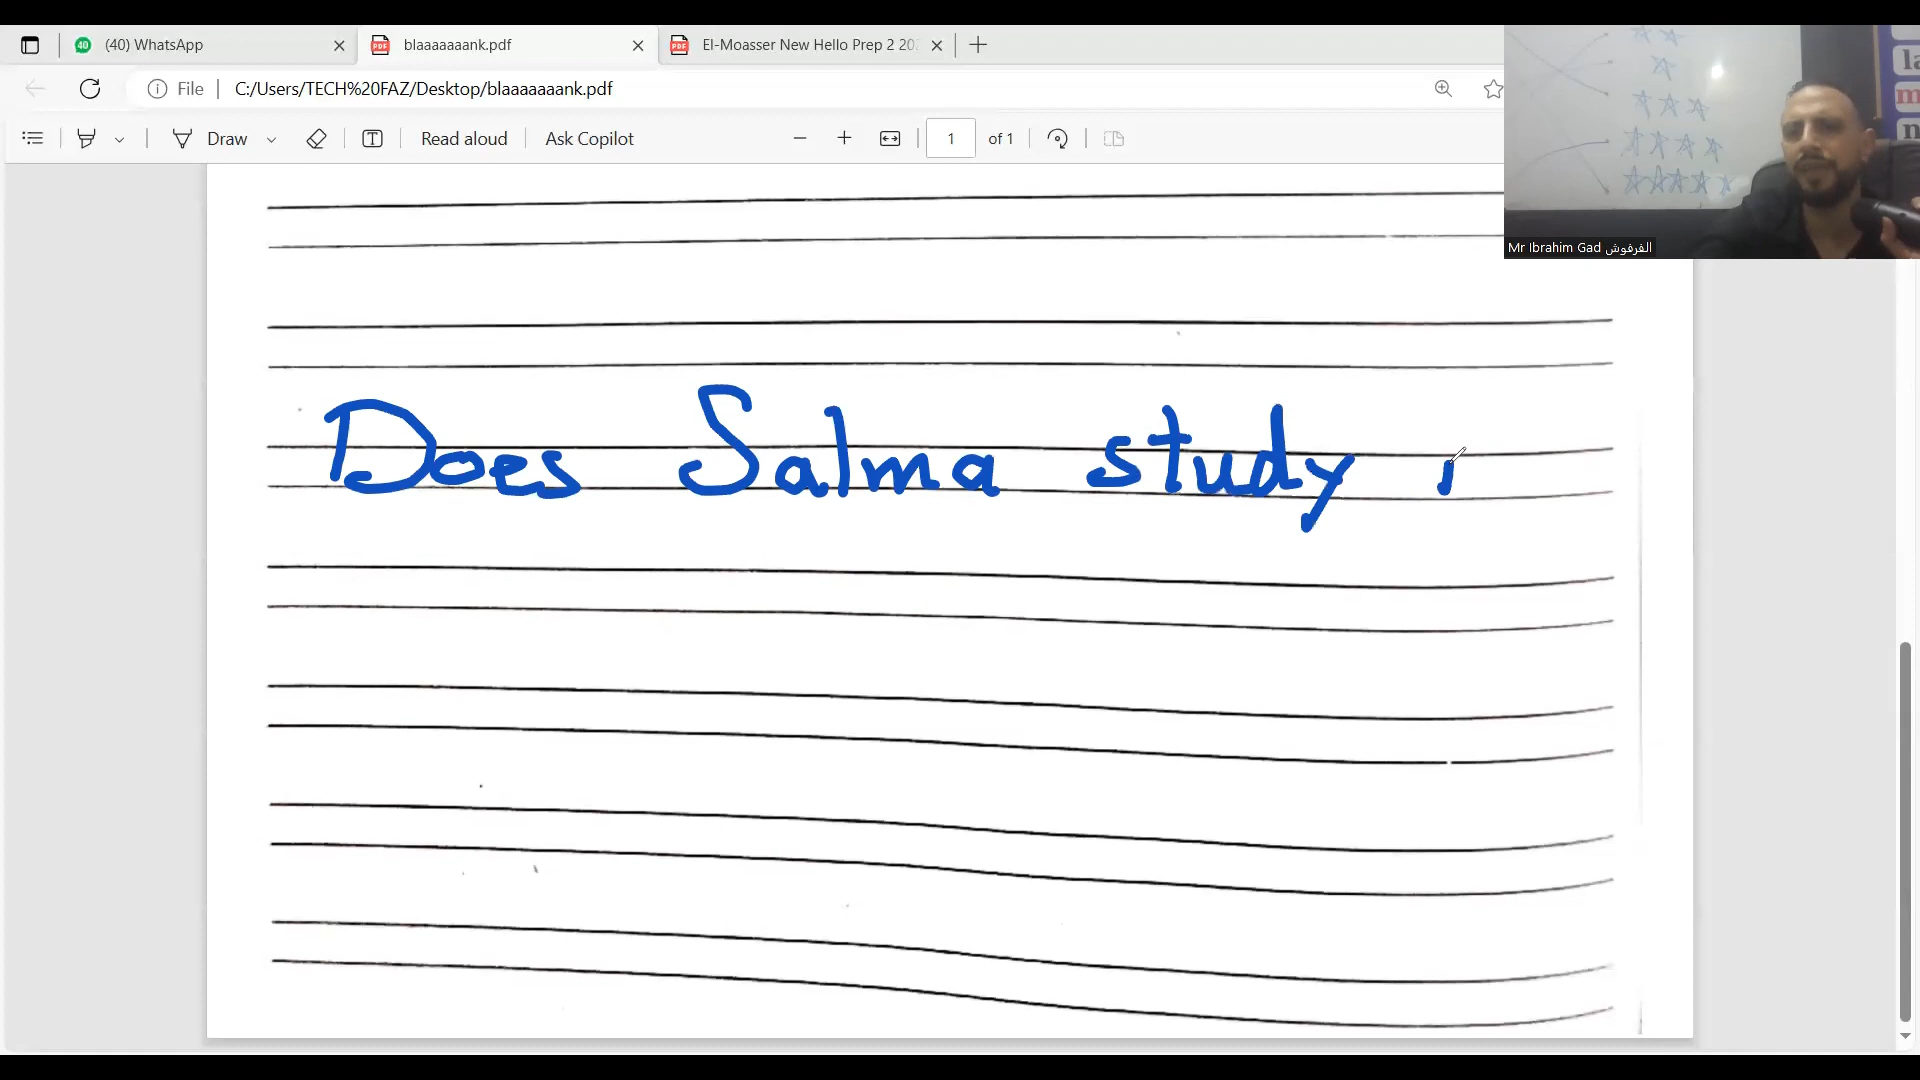 (40) WhatsApp
blaaaaaaank.pdf
El-Moasser New Hello Prep 2 20
File
C:/Users/TECH%20FAZ/Desktop/blaaaaaaank.pdf
Draw
Read aloud
Ask Copilot
1 of 1
Mr Ibrahim Gad الفرفوش
Does Salma study